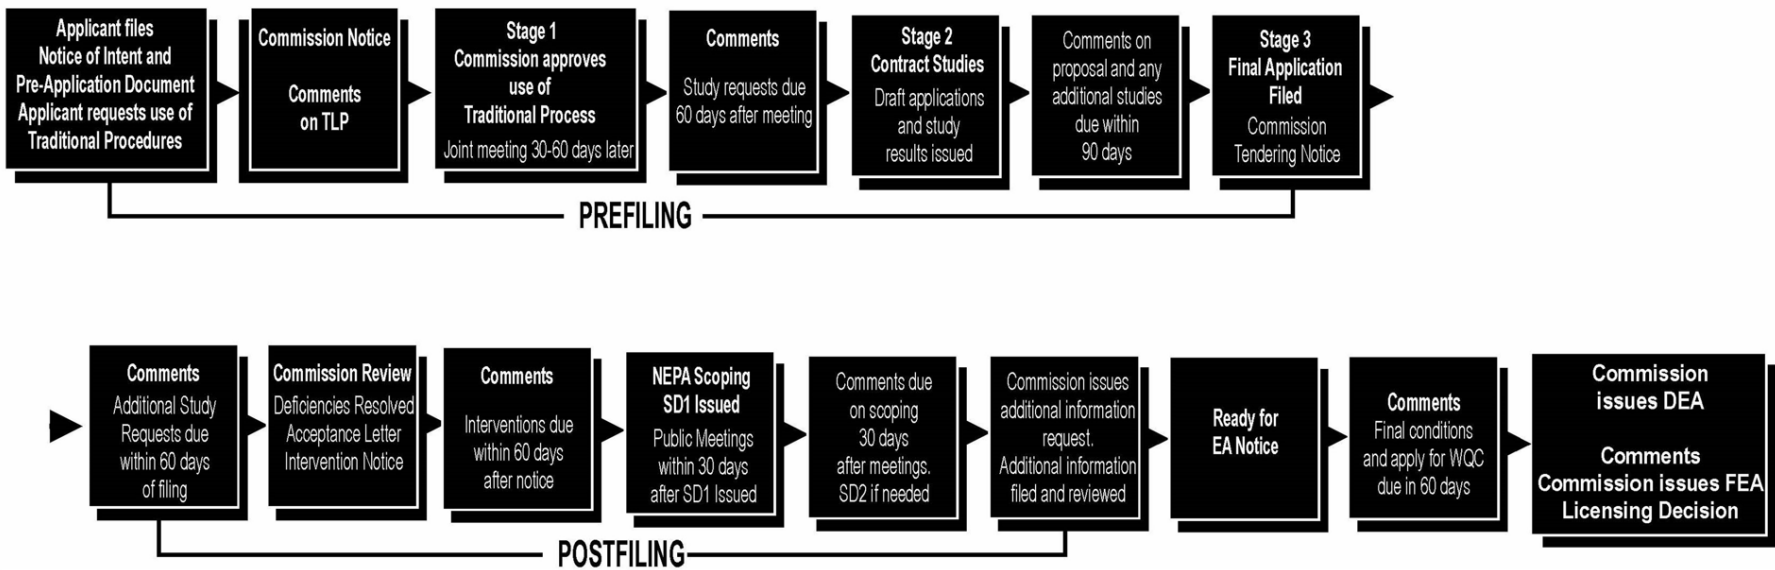 Applicant files
Notice of Intent and
Pre-Application Document
Applicant requests use of
Traditional Procedures
Commission Notice
Comments
on TLP
Stage 1
Commission approves
use of
Traditional Process
Joint meeting 30-60 days later
Comments
Study requests due
60 days after meeting
Stage 2
Contract Studies
Draft applications
and study
results issued
Comments on
proposal and any
additional studies
due within
90 days
Stage 3
Final Application
Filed
Commission
Tendering Notice
PREFILING
Comments
Additional Study
Requests due
within 60 days
of filing
Commission Review
Deficiencies Resolved
Acceptance Letter
Intervention Notice
Comments
Interventions due
within 60 days
after notice
NEPA Scoping
SD1 Issued
Public Meetings
within 30 days
after SD1 Issued
Comments due
on scoping
30 days
after meetings.
SD2 if needed
Commission issues
additional information
request.
Additional information
filed and reviewed
Ready for
EA Notice
Comments
Final conditions
and apply for WQC
due in 60 days
Commission
issues DEA
Comments
Commission issues FEA
Licensing Decision
POSTFILING